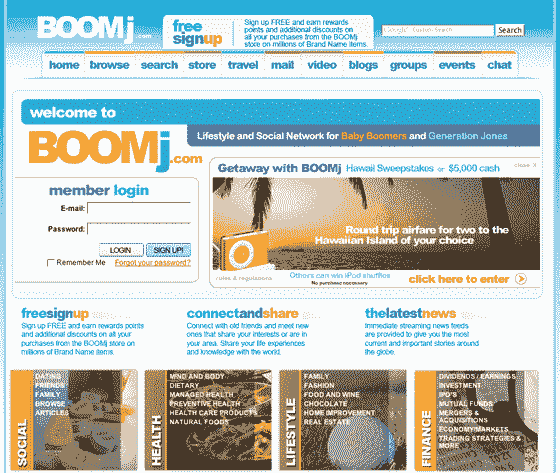 BOOMj.com
free
signup
Sign up FREE and earn rewards
points and additional discounts on
all your purchases from the BOOMj
store on millions of Brand Name items.
Google Custom Search
Search
home browse search store travel mail video blogs groups events chat
welcome to
BOOMj.com
Lifestyle and Social Network for Baby Boomers and Generation Jones
member login
E-mail:
Password:
LOGIN SIGN UP!
Remember Me Forgot your password?
Getaway with BOOMj Hawaii Sweepstakes or $5,000 cash
close X
Round trip airfare for two to the
Hawaiian Island of your choice
rules & regulations
Others can win iPod shuffles
No purchase necessary
click here to enter
freesignup
Sign up FREE and earn rewards points
and additional discounts on all your
purchases from the BOOMj store on
millions of Brand Name items.
connectandshare
Connect with old friends and meet new
ones that share your interests or are in
your area. Share your life experiences
and knowledge with the world.
thelatestnews
Immediate streaming news feeds
are provided to give you the most
current and important stories around
the globe.
SOCIAL
DATING
FRIENDS
FAMILY
BROWSE
ARTICLES
HEALTH
MIND AND BODY
DIETARY
MANAGED HEALTH
PREVENTIVE HEALTH
HEALTH CARE PRODUCTS
NATURAL FOODS
LIFESTYLE
FAMILY
FASHION
FOOD AND WINE
CHOCOLATE
HOME IMPROVEMENT
REAL ESTATE
FINANCE
DIVIDENDS / EARNINGS
INVESTMENT
IPO'S
MUTUAL FUNDS
MERGERS &
ACQUISITIONS
ECONOMY/MARKETS
TRADING STRATEGIES &
MORE